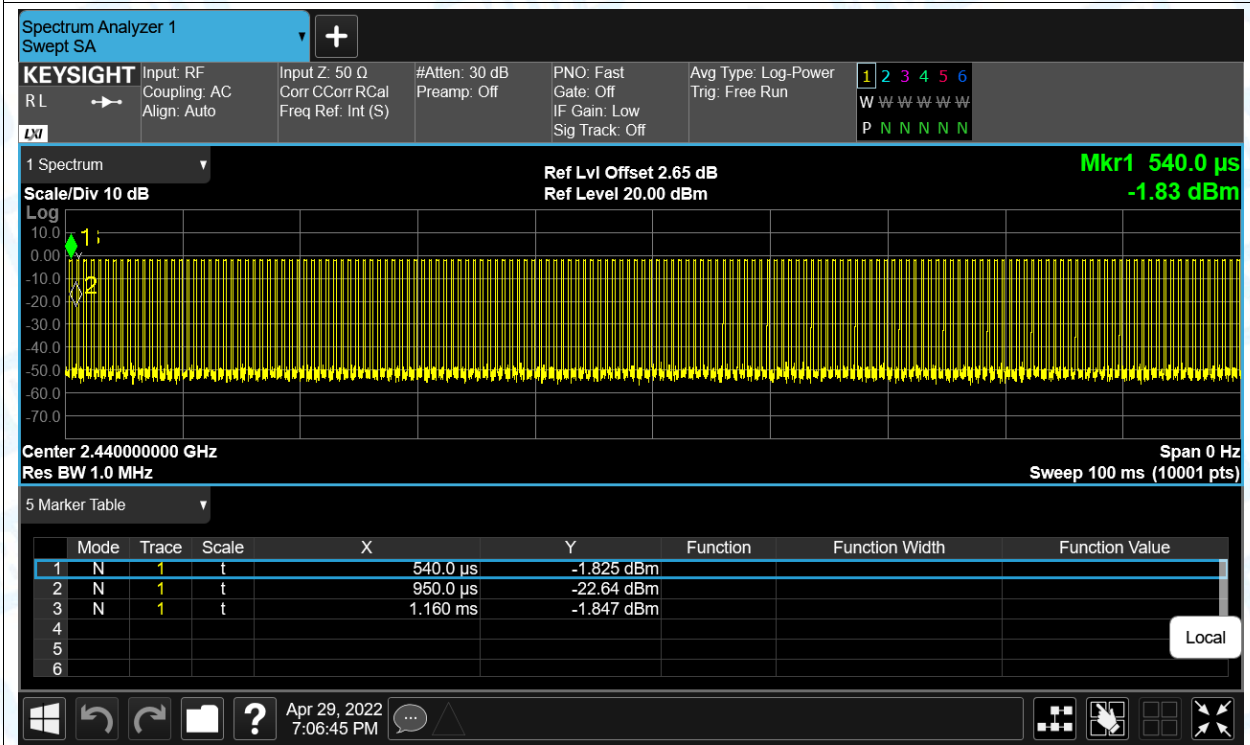 Spectrum Analyzer 1
Swept SA
KEYSIGHT
R L
LXI
Input: RF
Coupling: AC
Align: Auto
Input Z: 50 Ω
Corr CCorr RCal
Freq Ref: Int (S)
#Atten: 30 dB
Preamp: Off
PNO: Fast
Gate: Off
IF Gain: Low
Sig Track: Off
Avg Type: Log-Power
Trig: Free Run
1 2 3 4 5 6
W W W W W W
P N N N N N
1 Spectrum
Scale/Div 10 dB
Ref Lvl Offset 2.65 dB
Ref Level 20.00 dBm
Mkr1 540.0 µs
-1.83 dBm
Log
10.0
0.00
-10.0
-20.0
-30.0
-40.0
-50.0
-60.0
-70.0
1
2
Center 2.440000000 GHz
Res BW 1.0 MHz
Span 0 Hz
Sweep 100 ms (10001 pts)
5 Marker Table
Mode Trace Scale X Y Function Function Width Function Value
1 N 1 t 540.0 µs -1.825 dBm
2 N 1 t 950.0 µs -22.64 dBm
3 N 1 t 1.160 ms -1.847 dBm
4
5
6
Local
?
Apr 29, 2022
7:06:45 PM